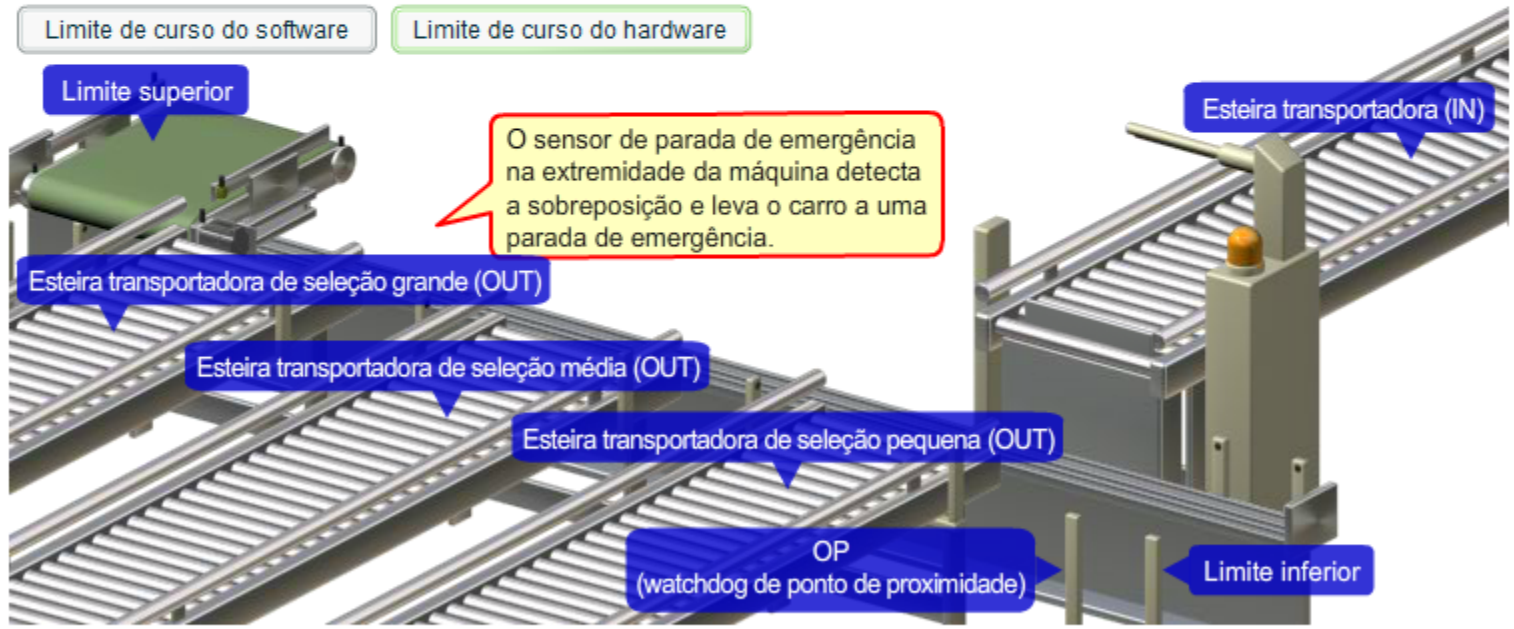 Limite de curso do software
Limite de curso do hardware
Limite superior
Esteira transportadora (IN)
O sensor de parada de emergência
na extremidade da máquina detecta
a sobreposição e leva o carro a uma
parada de emergência.
Esteira transportadora de seleção grande (OUT)
Esteira transportadora de seleção média (OUT)
Esteira transportadora de seleção pequena (OUT)
OP
(watchdog de ponto de proximidade)
Limite inferior